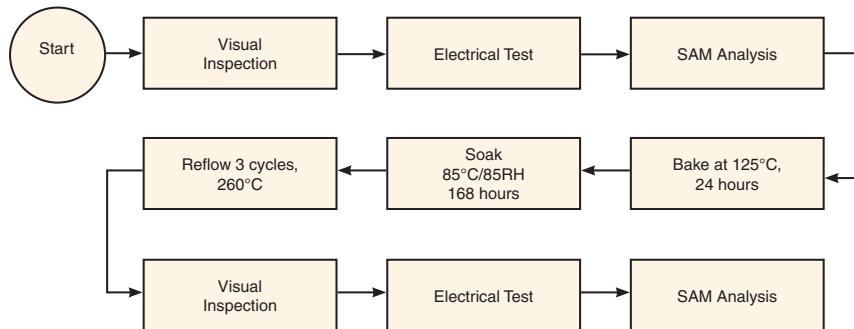 Start
Visual
Inspection
Electrical Test
SAM Analysis
Bake at 125°C,
24 hours
Soak
85°C/85RH
168 hours
Reflow 3 cycles,
260°C
Visual
Inspection
Electrical Test
SAM Analysis